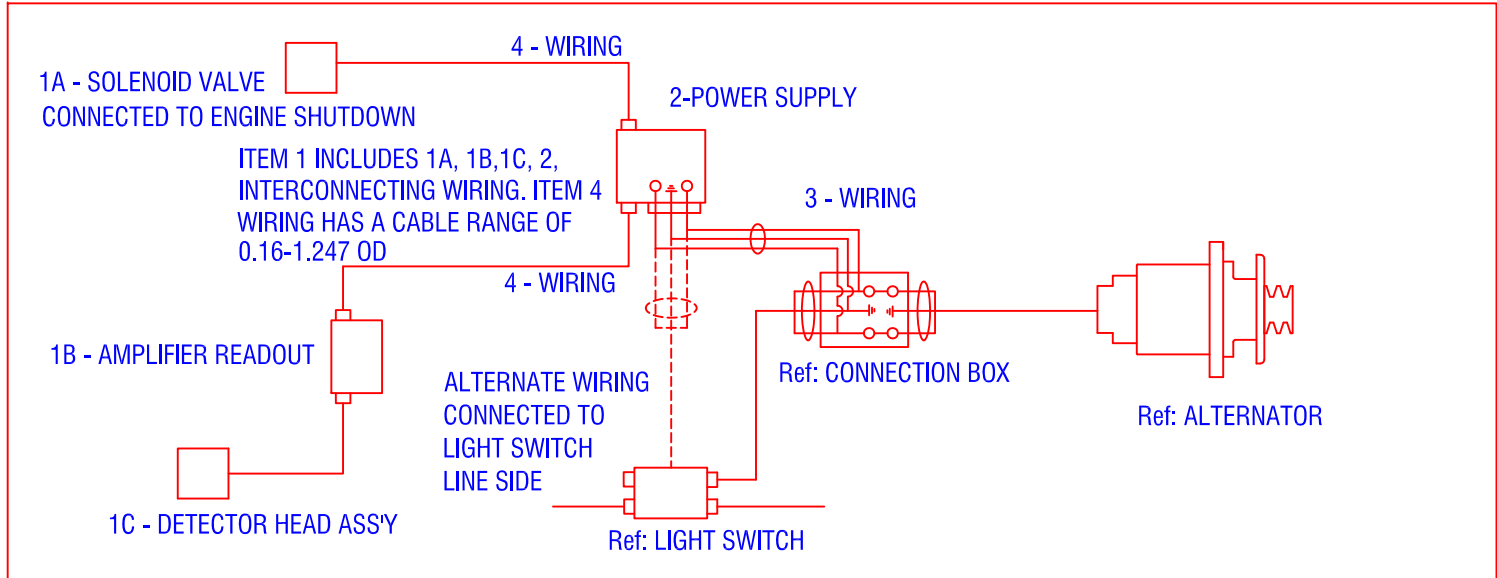 4 - WIRING
1A - SOLENOID VALVE
CONNECTED TO ENGINE SHUTDOWN
2-POWER SUPPLY
ITEM 1 INCLUDES 1A, 1B,1C, 2,
INTERCONNECTING WIRING. ITEM 4
WIRING HAS A CABLE RANGE OF
0.16-1.247 OD
3 - WIRING
4 - WIRING
1B - AMPLIFIER READOUT
ALTERNATE WIRING
CONNECTED TO
LIGHT SWITCH
LINE SIDE
Ref: CONNECTION BOX
Ref: ALTERNATOR
1C - DETECTOR HEAD ASS'Y
Ref: LIGHT SWITCH